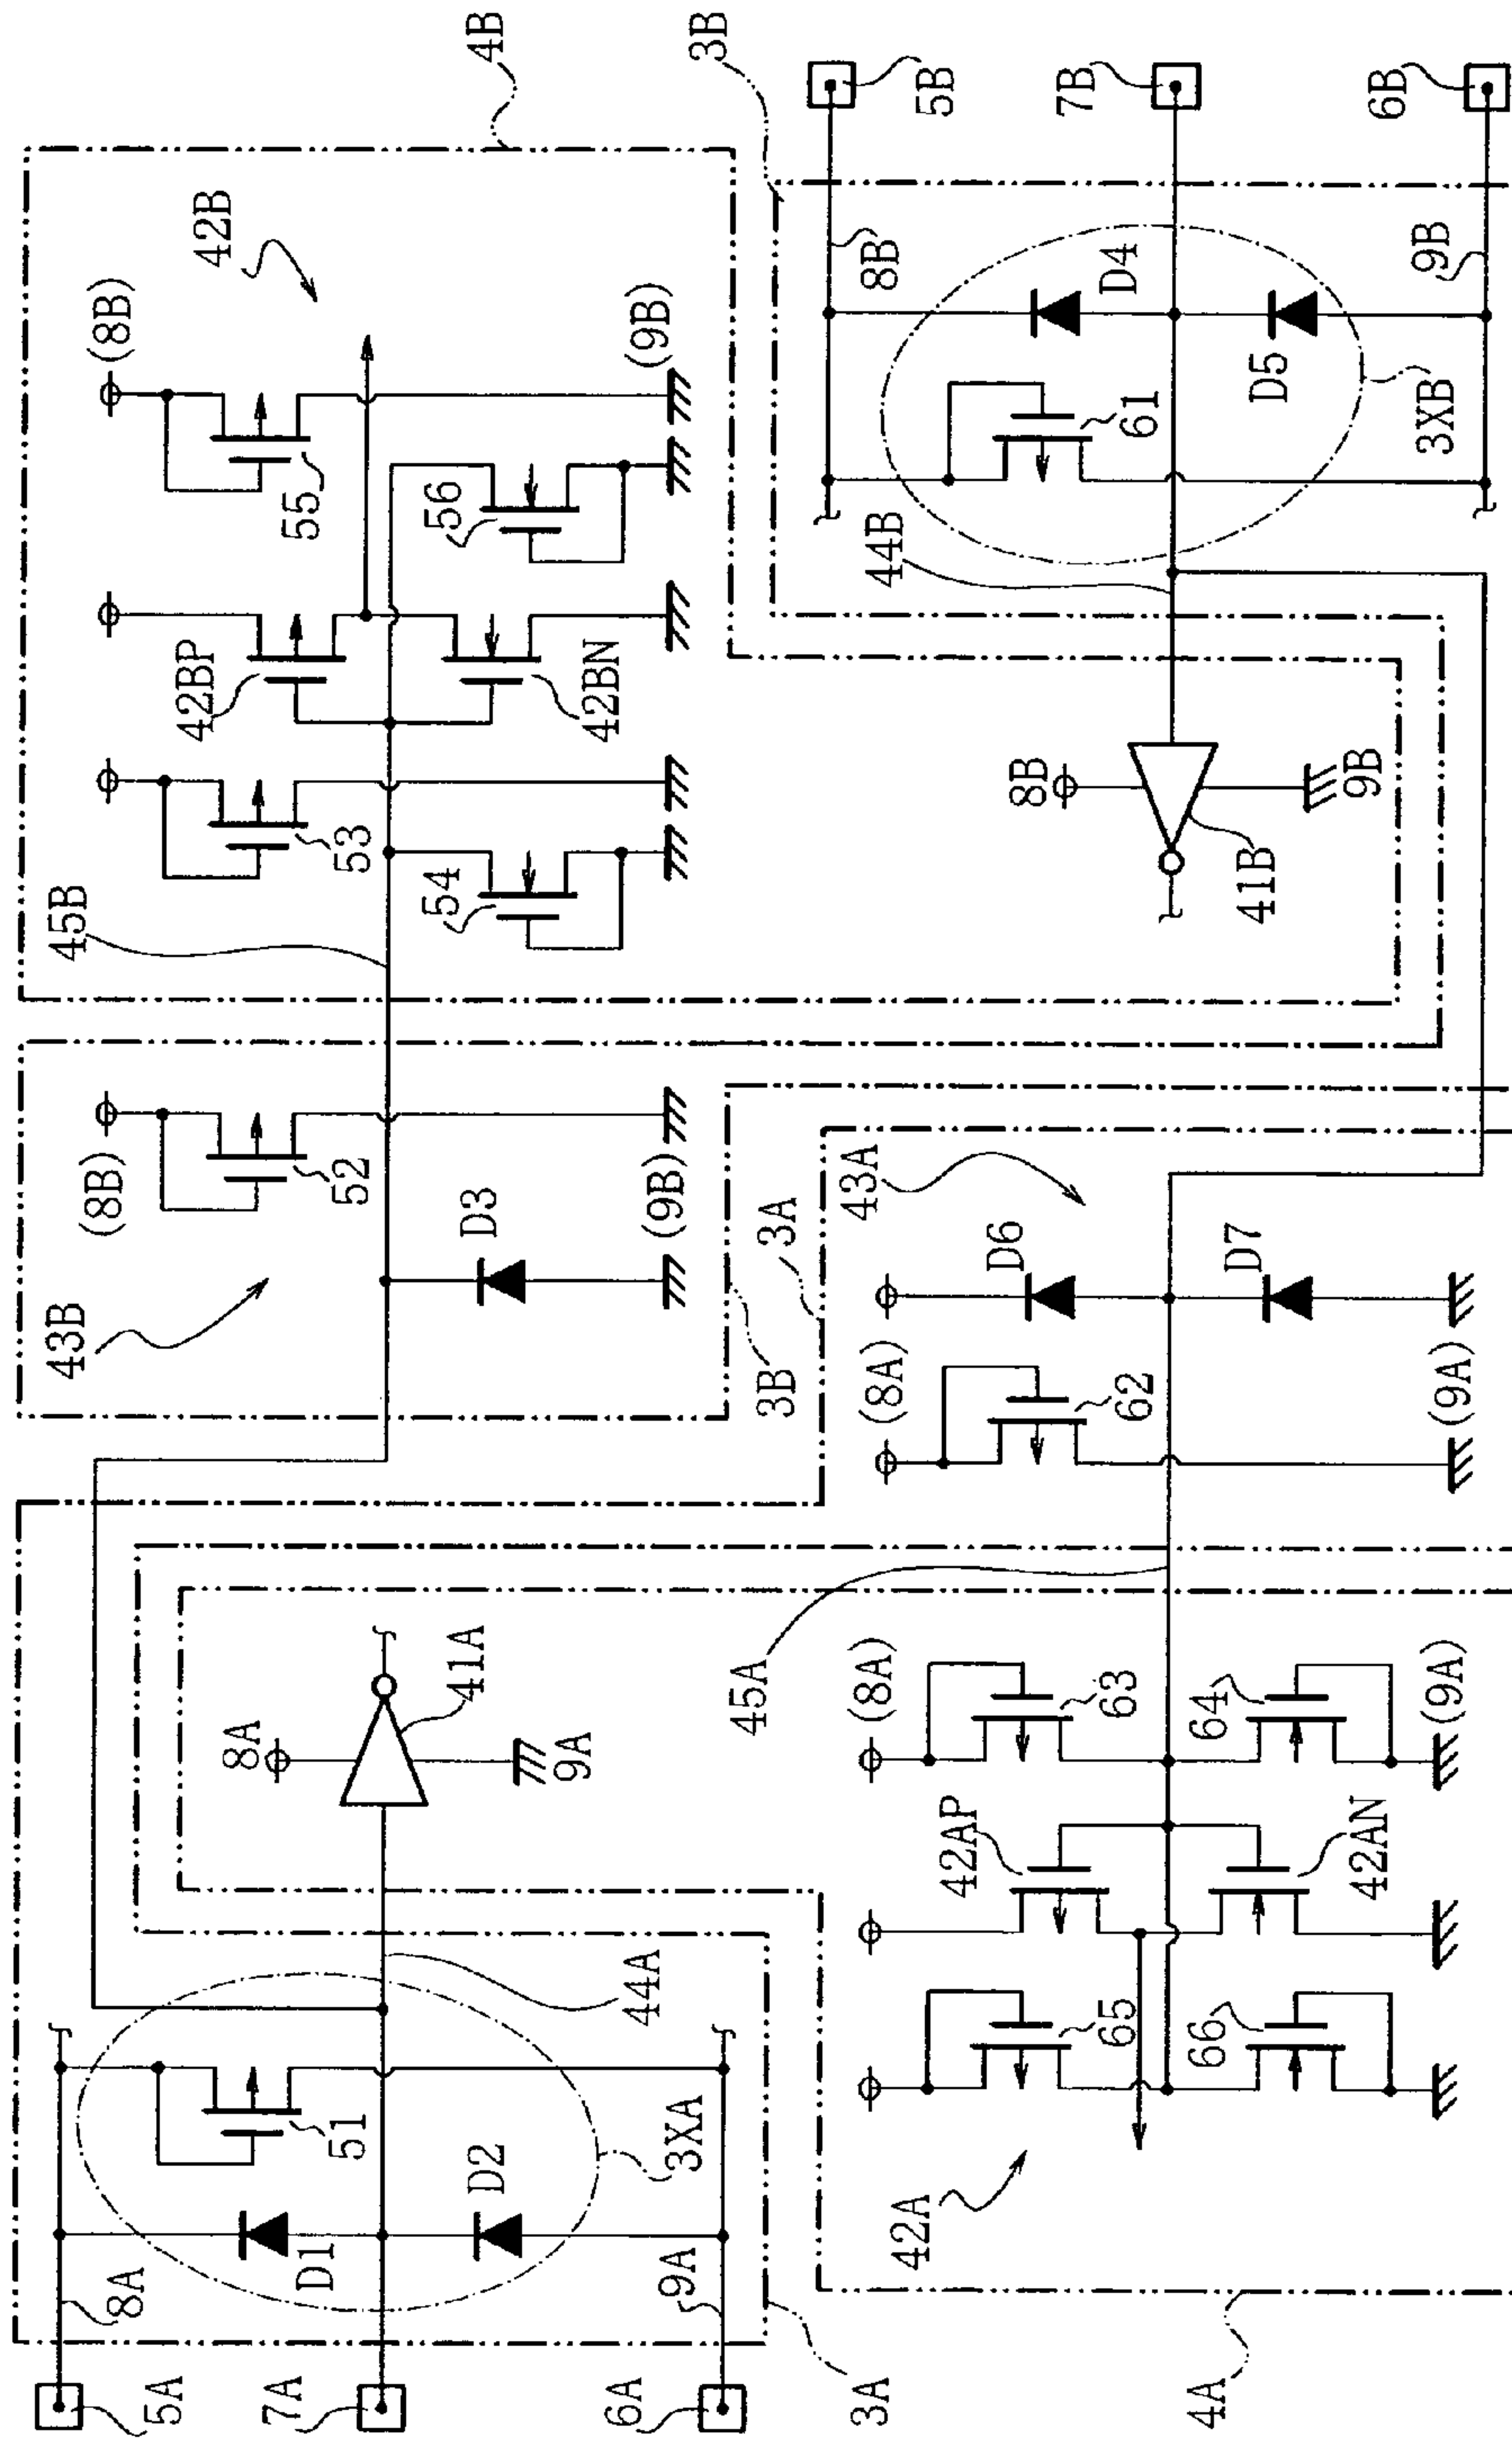 43B
45B
(8B)
8A
(8B)
5A
42BP
42B
8A
7A
55
D1
51
52
53
54
56
41A
D3
4B
D2
9A
42BN
6A
44A
(9B)
(9B)
9A
3XA
3B
45A
3B
3A
(8A)
43A
3A
(8A)
44B
8B
42A
5B
42AP
D6
8B
7B
65
63
D4
62
61
4A
66
64
D7
41B
D5
9B
42AN
6B
3XB
9B
(9A)
(9A)